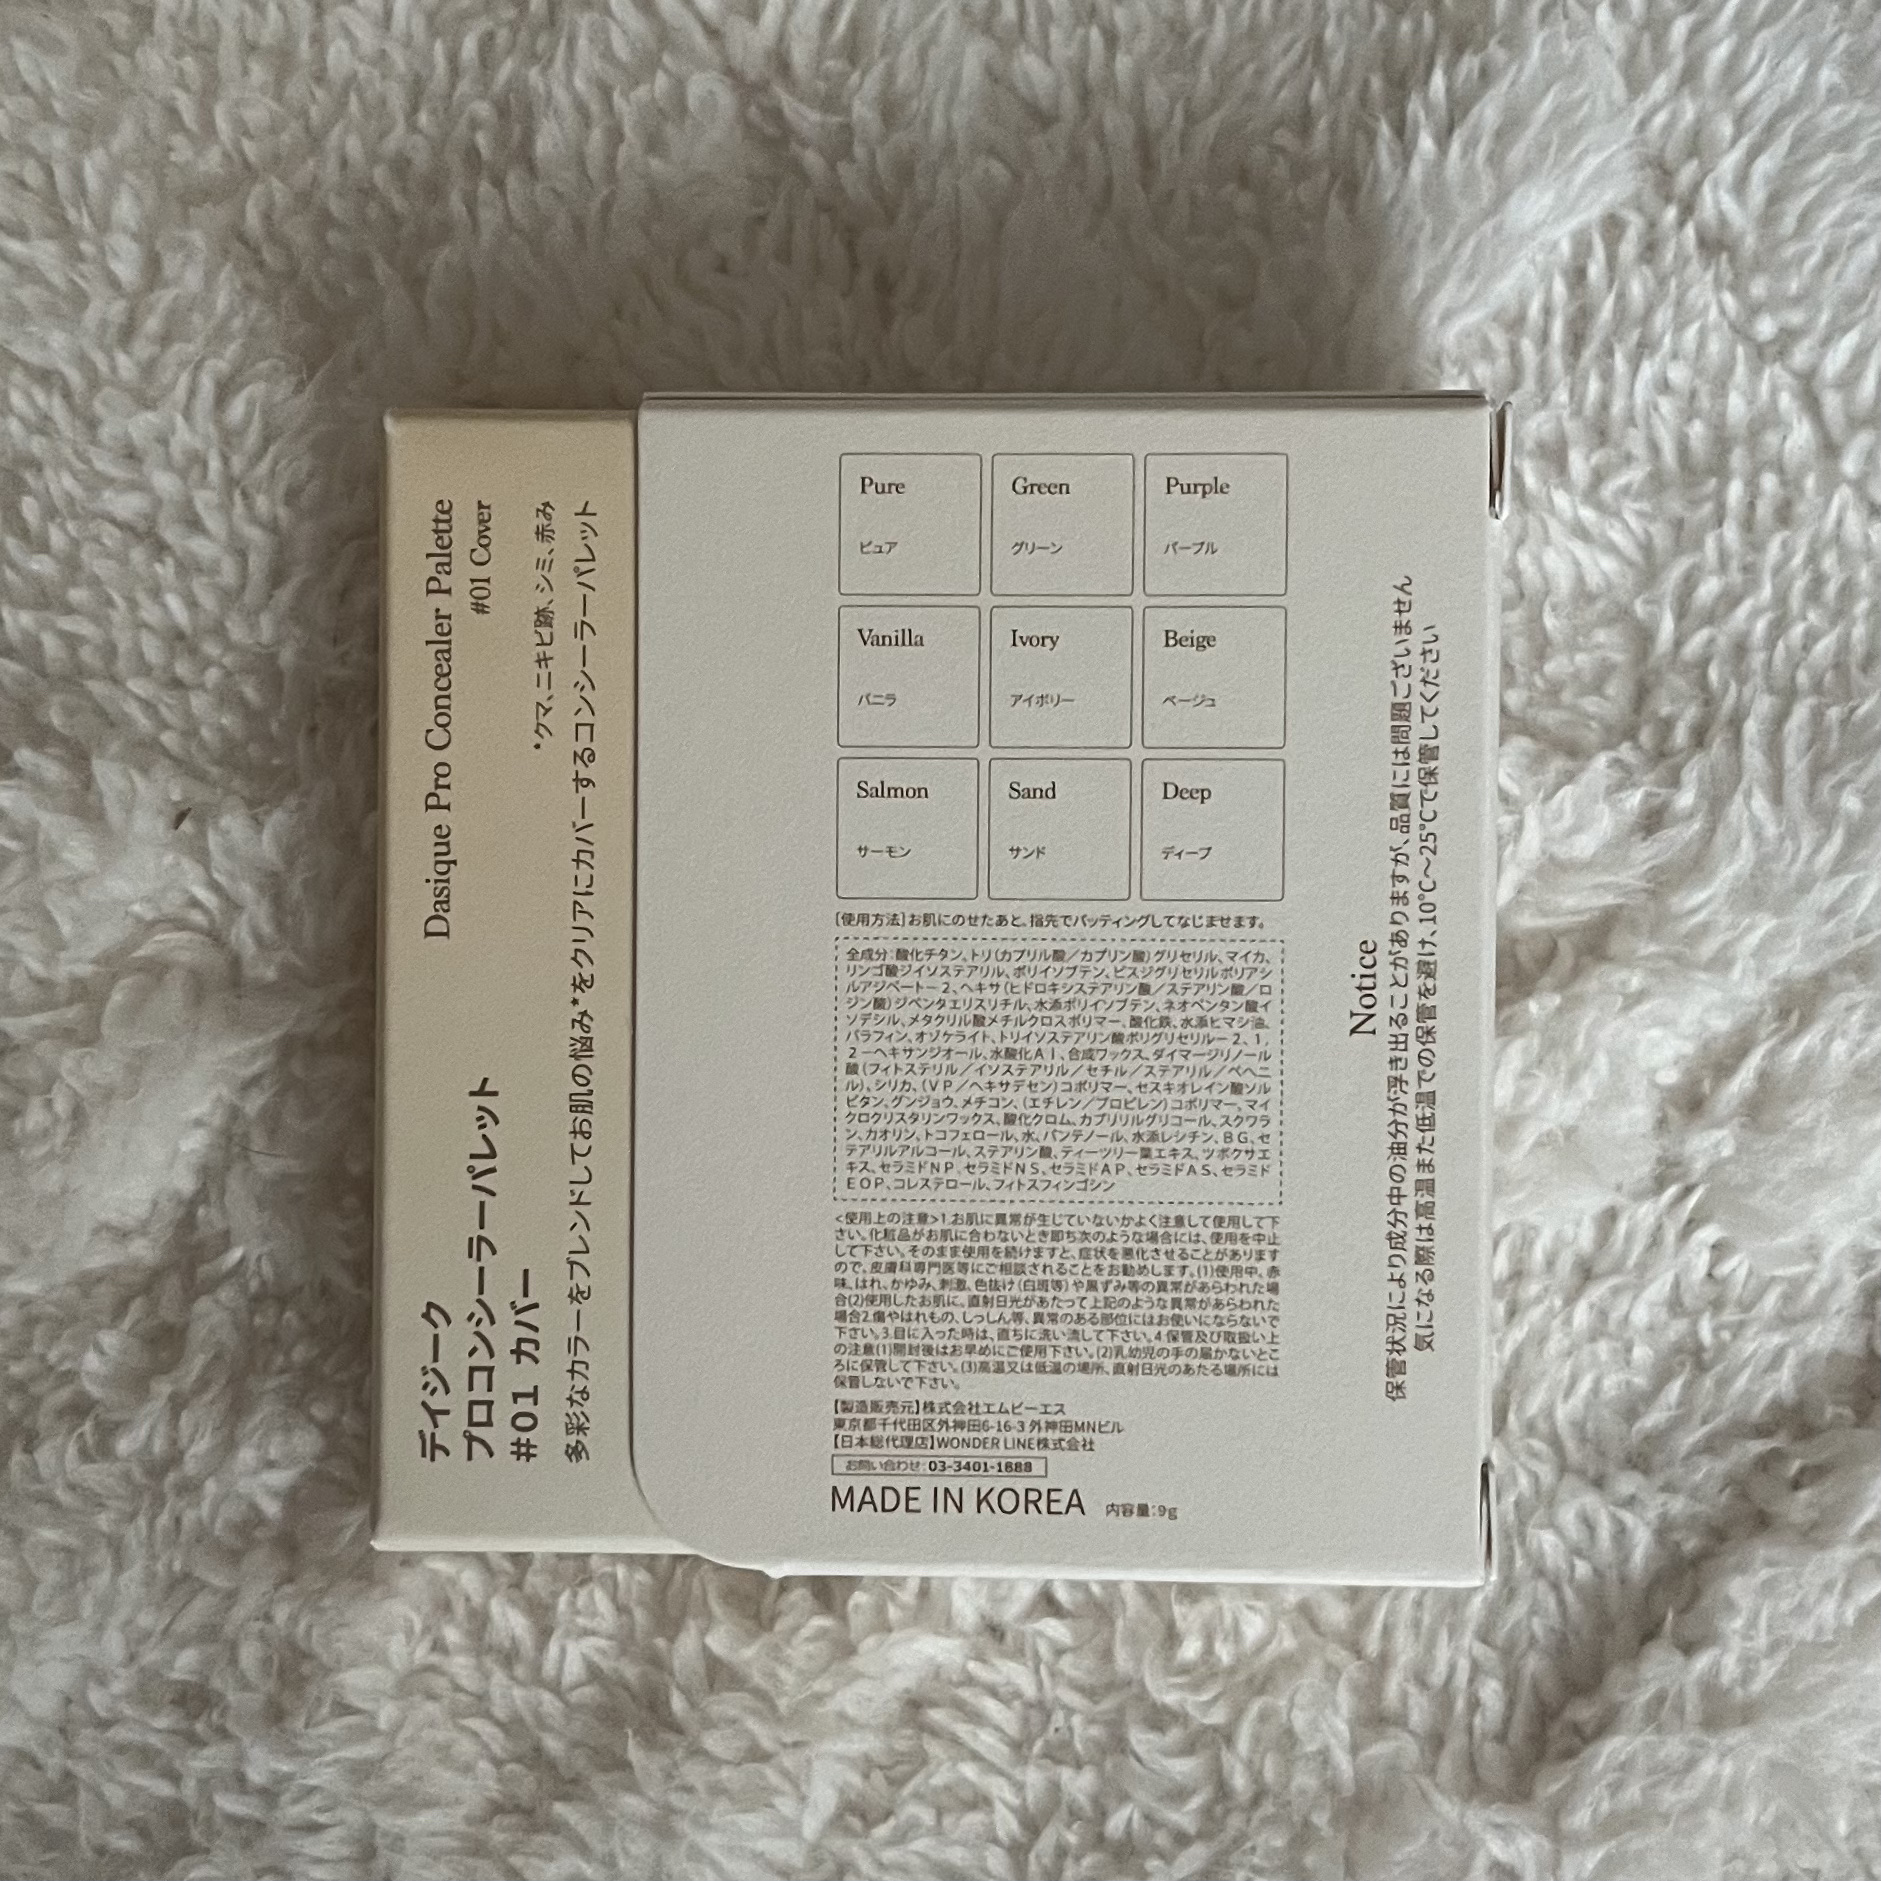 デイジーク
プロコンシーラーパレット
#01 カバー
Dasique Pro Concealer Palette
#01 Cover
*クマ、ニキビ跡、シミ、赤み
多彩なカラーをブレンドしてお肌の悩み*をクリアにカバーするコンシーラーパレット
Pure
ピュア
Green
グリーン
Purple
パープル
Vanilla
バニラ
Ivory
アイボリー
Beige
ベージュ
Salmon
サーモン
Sand
サンド
Deep
ディープ
[使用方法]お肌にのせたあと、指先でパッティングしてなじませます。
全成分:酸化チタン、トリ(カプリル酸/カプリン酸)グリセリル、マイカ、
リンゴ酸ジイソステアリル、ポリイソブテン、ビスジグリセリルポリアシ
ルアジペート-2、ヘキサ(ヒドロキシステアリン酸/ステアリン酸/ロ
ジン酸)ジペンタエリスリチル、水添ポリイソブテン、ネオペンタン酸イ
ソデシル、メタクリル酸メチルクロスポリマー、酸化鉄、水添ヒマシ油、
パラフィン、オゾケライト、トリイソステアリン酸ポリグリセリル-2、1,
2-ヘキサンジオール、水酸化Al、合成ワックス、ダイマージリノール
酸(フィトステリル/イソステアリル/セチル/ステアリル/ベヘニ
ル)、シリカ、(VP/ヘキサデセン)コポリマー、セスキオレイン酸ソル
ビタン、グンジョウ、メチコン、(エチレン/プロピレン)コポリマー、マイ
クロクリスタリンワックス、酸化クロム、カプリリルグリコール、スクワラ
ン、カオリン、トコフェロール、水、パンテノール、水添レシチン、BG、セ
テアリルアルコール、ステアリン酸、ティーツリー葉エキス、ツボクサエ
キス、セラミドNP、セラミドNS、セラミドAP、セラミドAS、セラミド
EOP、コレステロール、フィトスフィンゴシン
<使用上の注意>1.お肌に異常が生じていないかよく注意して使用して下
さい。化粧品がお肌に合わないとき即ち次のような場合には、使用を中止
して下さい。そのまま使用を続けますと、症状を悪化させることがあります
ので、皮膚科専門医等にご相談されることをお勧めします。(1)使用中、赤
味、はれ、かゆみ、刺激、色抜け(白斑等)や黒ずみ等の異常があらわれた場
合(2)使用したお肌に、直射日光があたって上記のような異常があらわれた
場合2.傷やはれもの、しっしん等、異常のある部位にはお使いにならないで
下さい。3.目に入った時は、直ちに洗い流して下さい。4.保管及び取扱い上
の注意(1)開封後はお早めにご使用下さい。(2)乳幼児の手の届かないとこ
ろに保管して下さい。(3)高温又は低温の場所、直射日光のあたる場所には
保管しないで下さい。
【製造販売元】株式会社エムビーエス
東京都千代田区外神田6-16-3 外神田MNビル
【日本総代理店】WONDER LINE株式会社
お問い合わせ:03-3401-1888
MADE IN KOREA 内容量:9g
Notice
保管状況により成分中の油分が浮き出ることがありますが、品質には問題ございません
気になる際は高温また低温での保管を避け、10℃~25℃で保管してください